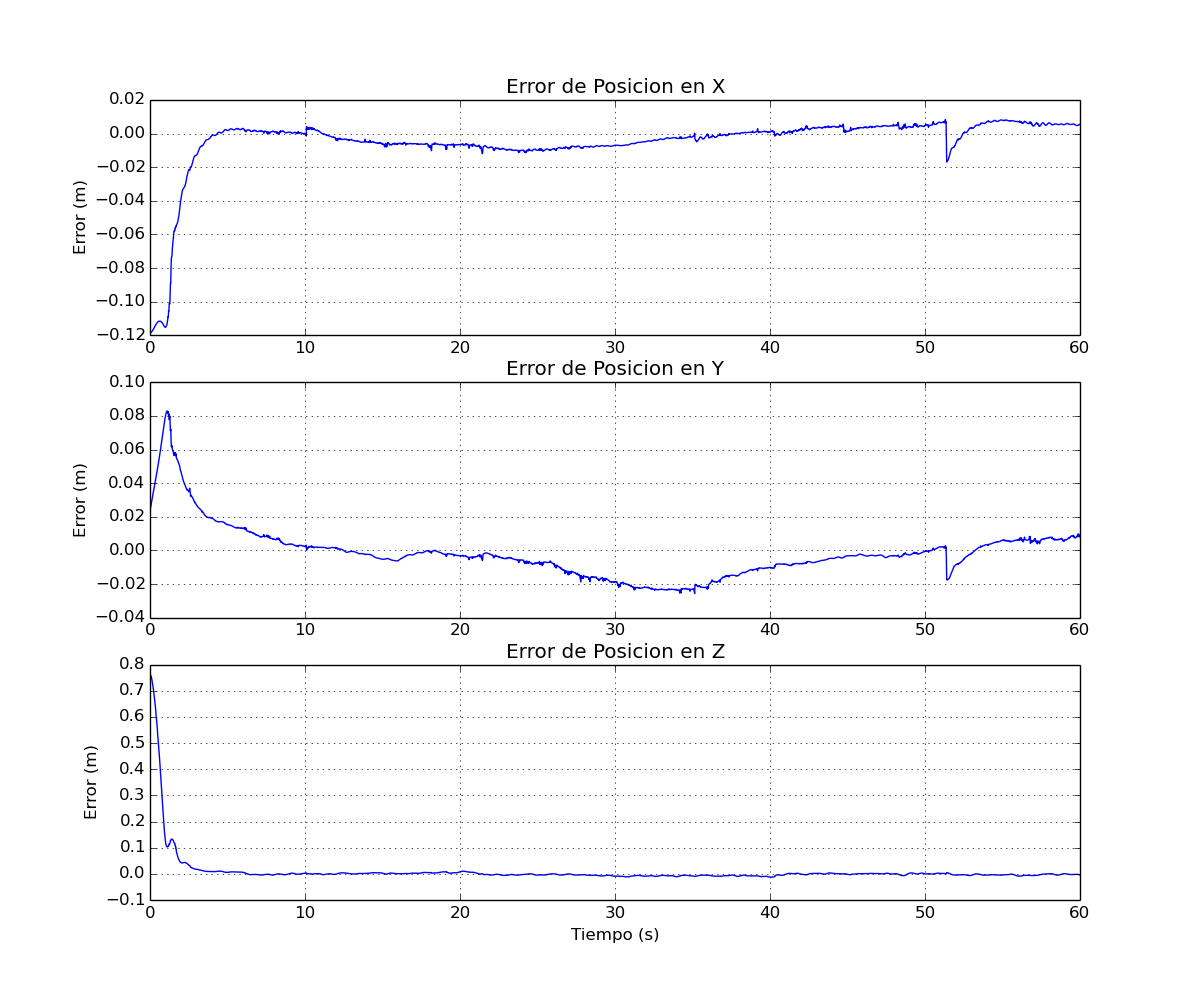 Error de Posicion en X
0.02
0.00
−0.02
−0.04
−0.06
−0.08
−0.10
−0.12
Error (m)
0 10 20 30 40 50 60
Error de Posicion en Y
0.10
0.08
0.06
0.04
0.02
0.00
−0.02
−0.04
Error (m)
0 10 20 30 40 50 60
Error de Posicion en Z
0.8
0.7
0.6
0.5
0.4
0.3
0.2
0.1
0.0
−0.1
Error (m)
0 10 20 30 40 50 60
Tiempo (s)